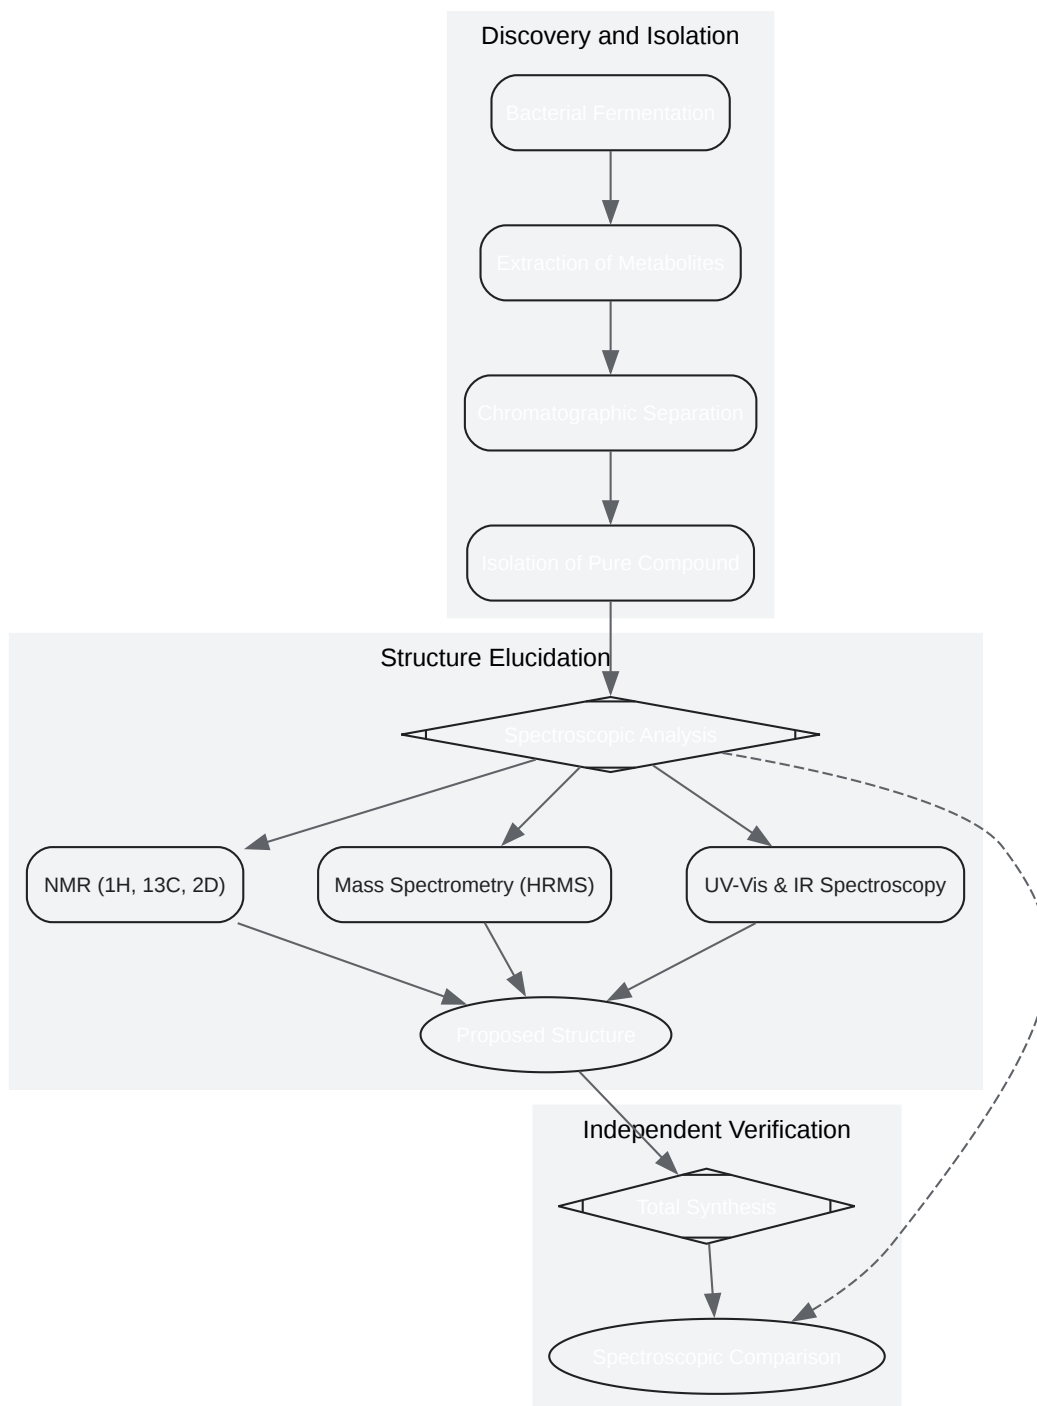 Discovery and Isolation
Bacterial Fermentation
Extraction of Metabolites
Chromatographic Separation
Isolation of Pure Compound
Structure Elucidation
Spectroscopic Analysis
NMR (1H, 13C, 2D)
Mass Spectrometry (HRMS)
UV-Vis & IR Spectroscopy
Proposed Structure
Independent Verification
Total Synthesis
Spectroscopic Comparison